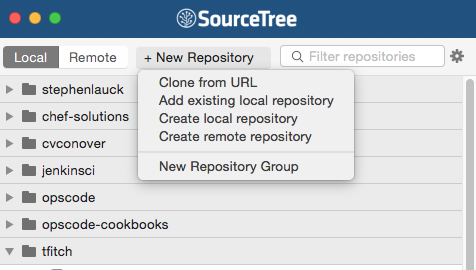 SourceTree
Local Remote + New Repository Filter repositories
Clone from URL
Add existing local repository
Create local repository
Create remote repository
New Repository Group
stephenlauck
chef-solutions
cvconover
jenkinsci
opscode
opscode-cookbooks
tfitch